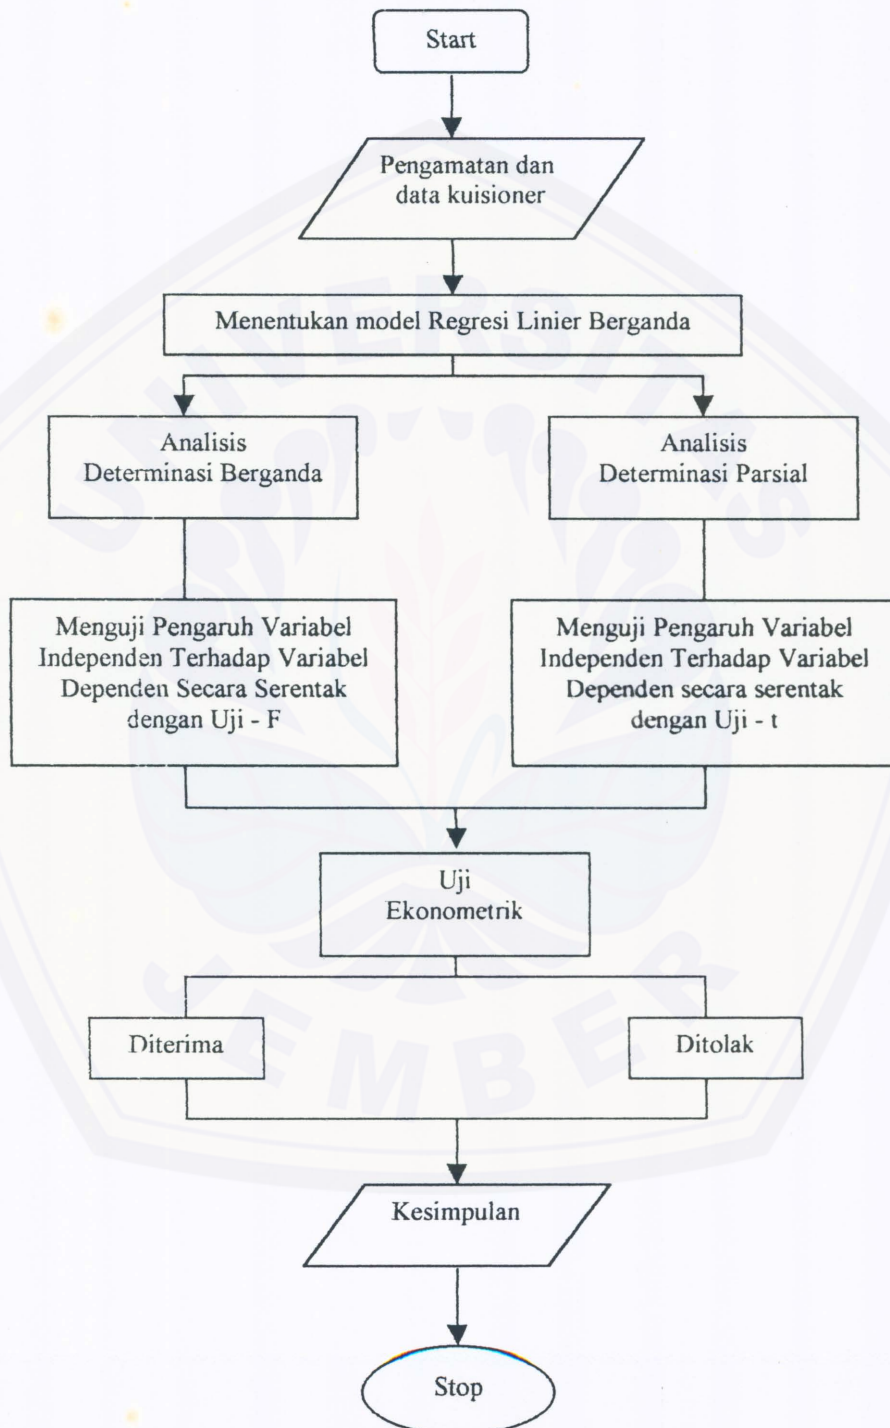 Start
Pengamatan dan
data kuisioner
Menentukan model Regresi Linier Berganda
Analisis
Determinasi Berganda
Analisis
Determinasi Parsial
Menguji Pengaruh Variabel
Independen Terhadap Variabel
Dependen Secara Serentak
dengan Uji - F
Menguji Pengaruh Variabel
Independen Terhadap Variabel
Dependen secara serentak
dengan Uji - t
Uji
Ekonometrik
Diterima
Ditolak
Kesimpulan
Stop
UNIVERSITAS
JEMBER